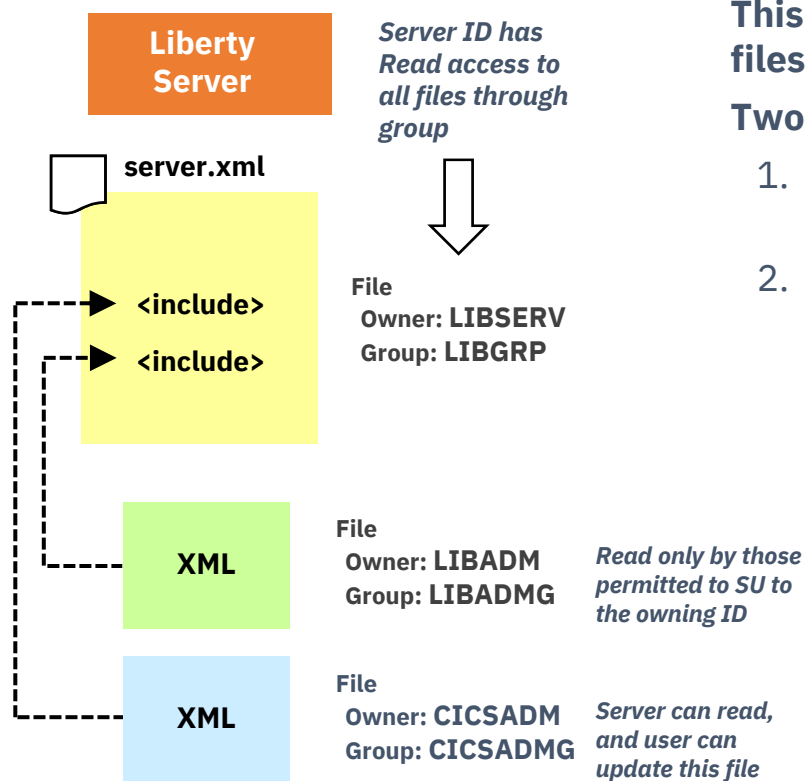 Liberty
Server
Server ID has
Read access to
all files through
group
This
files
Two
1.
2.
server.xml
<include>
<include>
File
Owner: LIBSERV
Group: LIBGRP
XML
File
Owner: LIBADM
Group: LIBADMG
Read only by those
permitted to SU to
the owning ID
XML
File
Owner: CICSADM
Group: CICSADMG
Server can read,
and user can
update this file